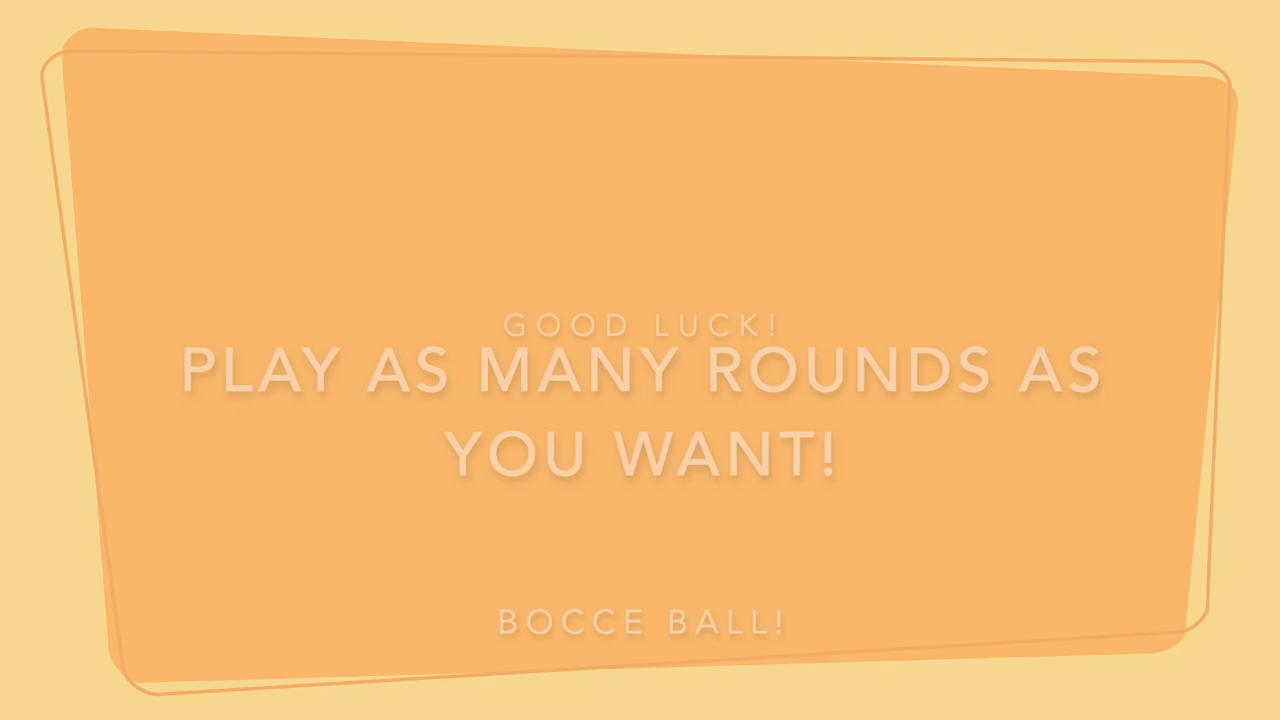 GOOD LUCK!
PLAY AS MANY ROUNDS AS
YOU WANT!
BOCCE BALL!